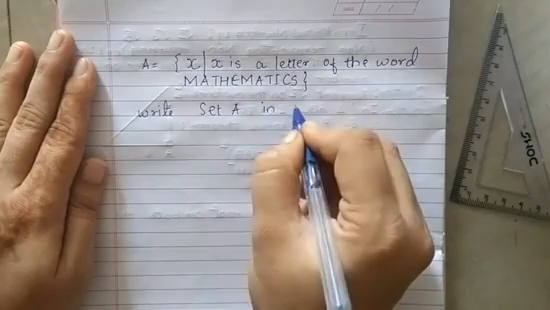 A = { x | x is a letter of the word
MATHEMATICS }
write Set A in